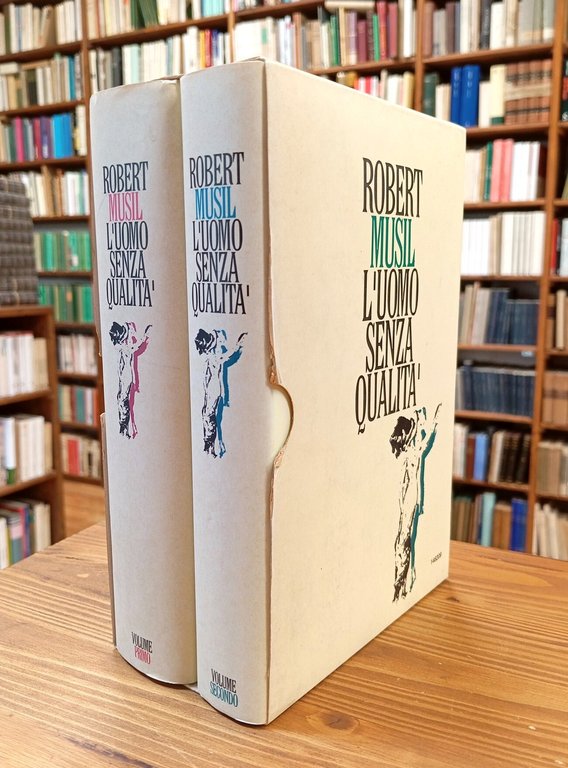 ROBERT
MUSIL
L'UOMO
SENZA
QUALITA'
VOLUME
PRIMO
ROBERT
MUSIL
L'UOMO
SENZA
QUALITA'
VOLUME
SECONDO
ROBERT
MUSIL
L'UOMO
SENZA
QUALITA'